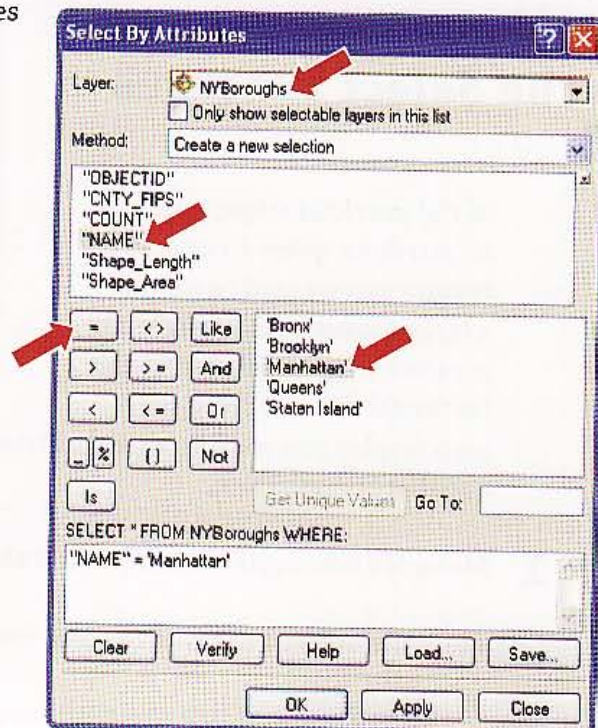 es
Select By Attributes
Layer: NYBoroughs
Only show selectable layers in this list
Method: Create a new selection
"OBJECTID"
"CNTY_FIPS"
"COUNT"
"NAME"
"Shape_Length"
"Shape_Area"
= <> Like
> >= And
< <= Or
_ % () Not
Is
'Bronx'
'Brooklyn'
'Manhattan'
'Queens'
'Staten Island'
Get Unique Values Go To:
SELECT * FROM NYBoroughs WHERE:
"NAME" = 'Manhattan'
Clear Verify Help Load... Save...
OK Apply Close